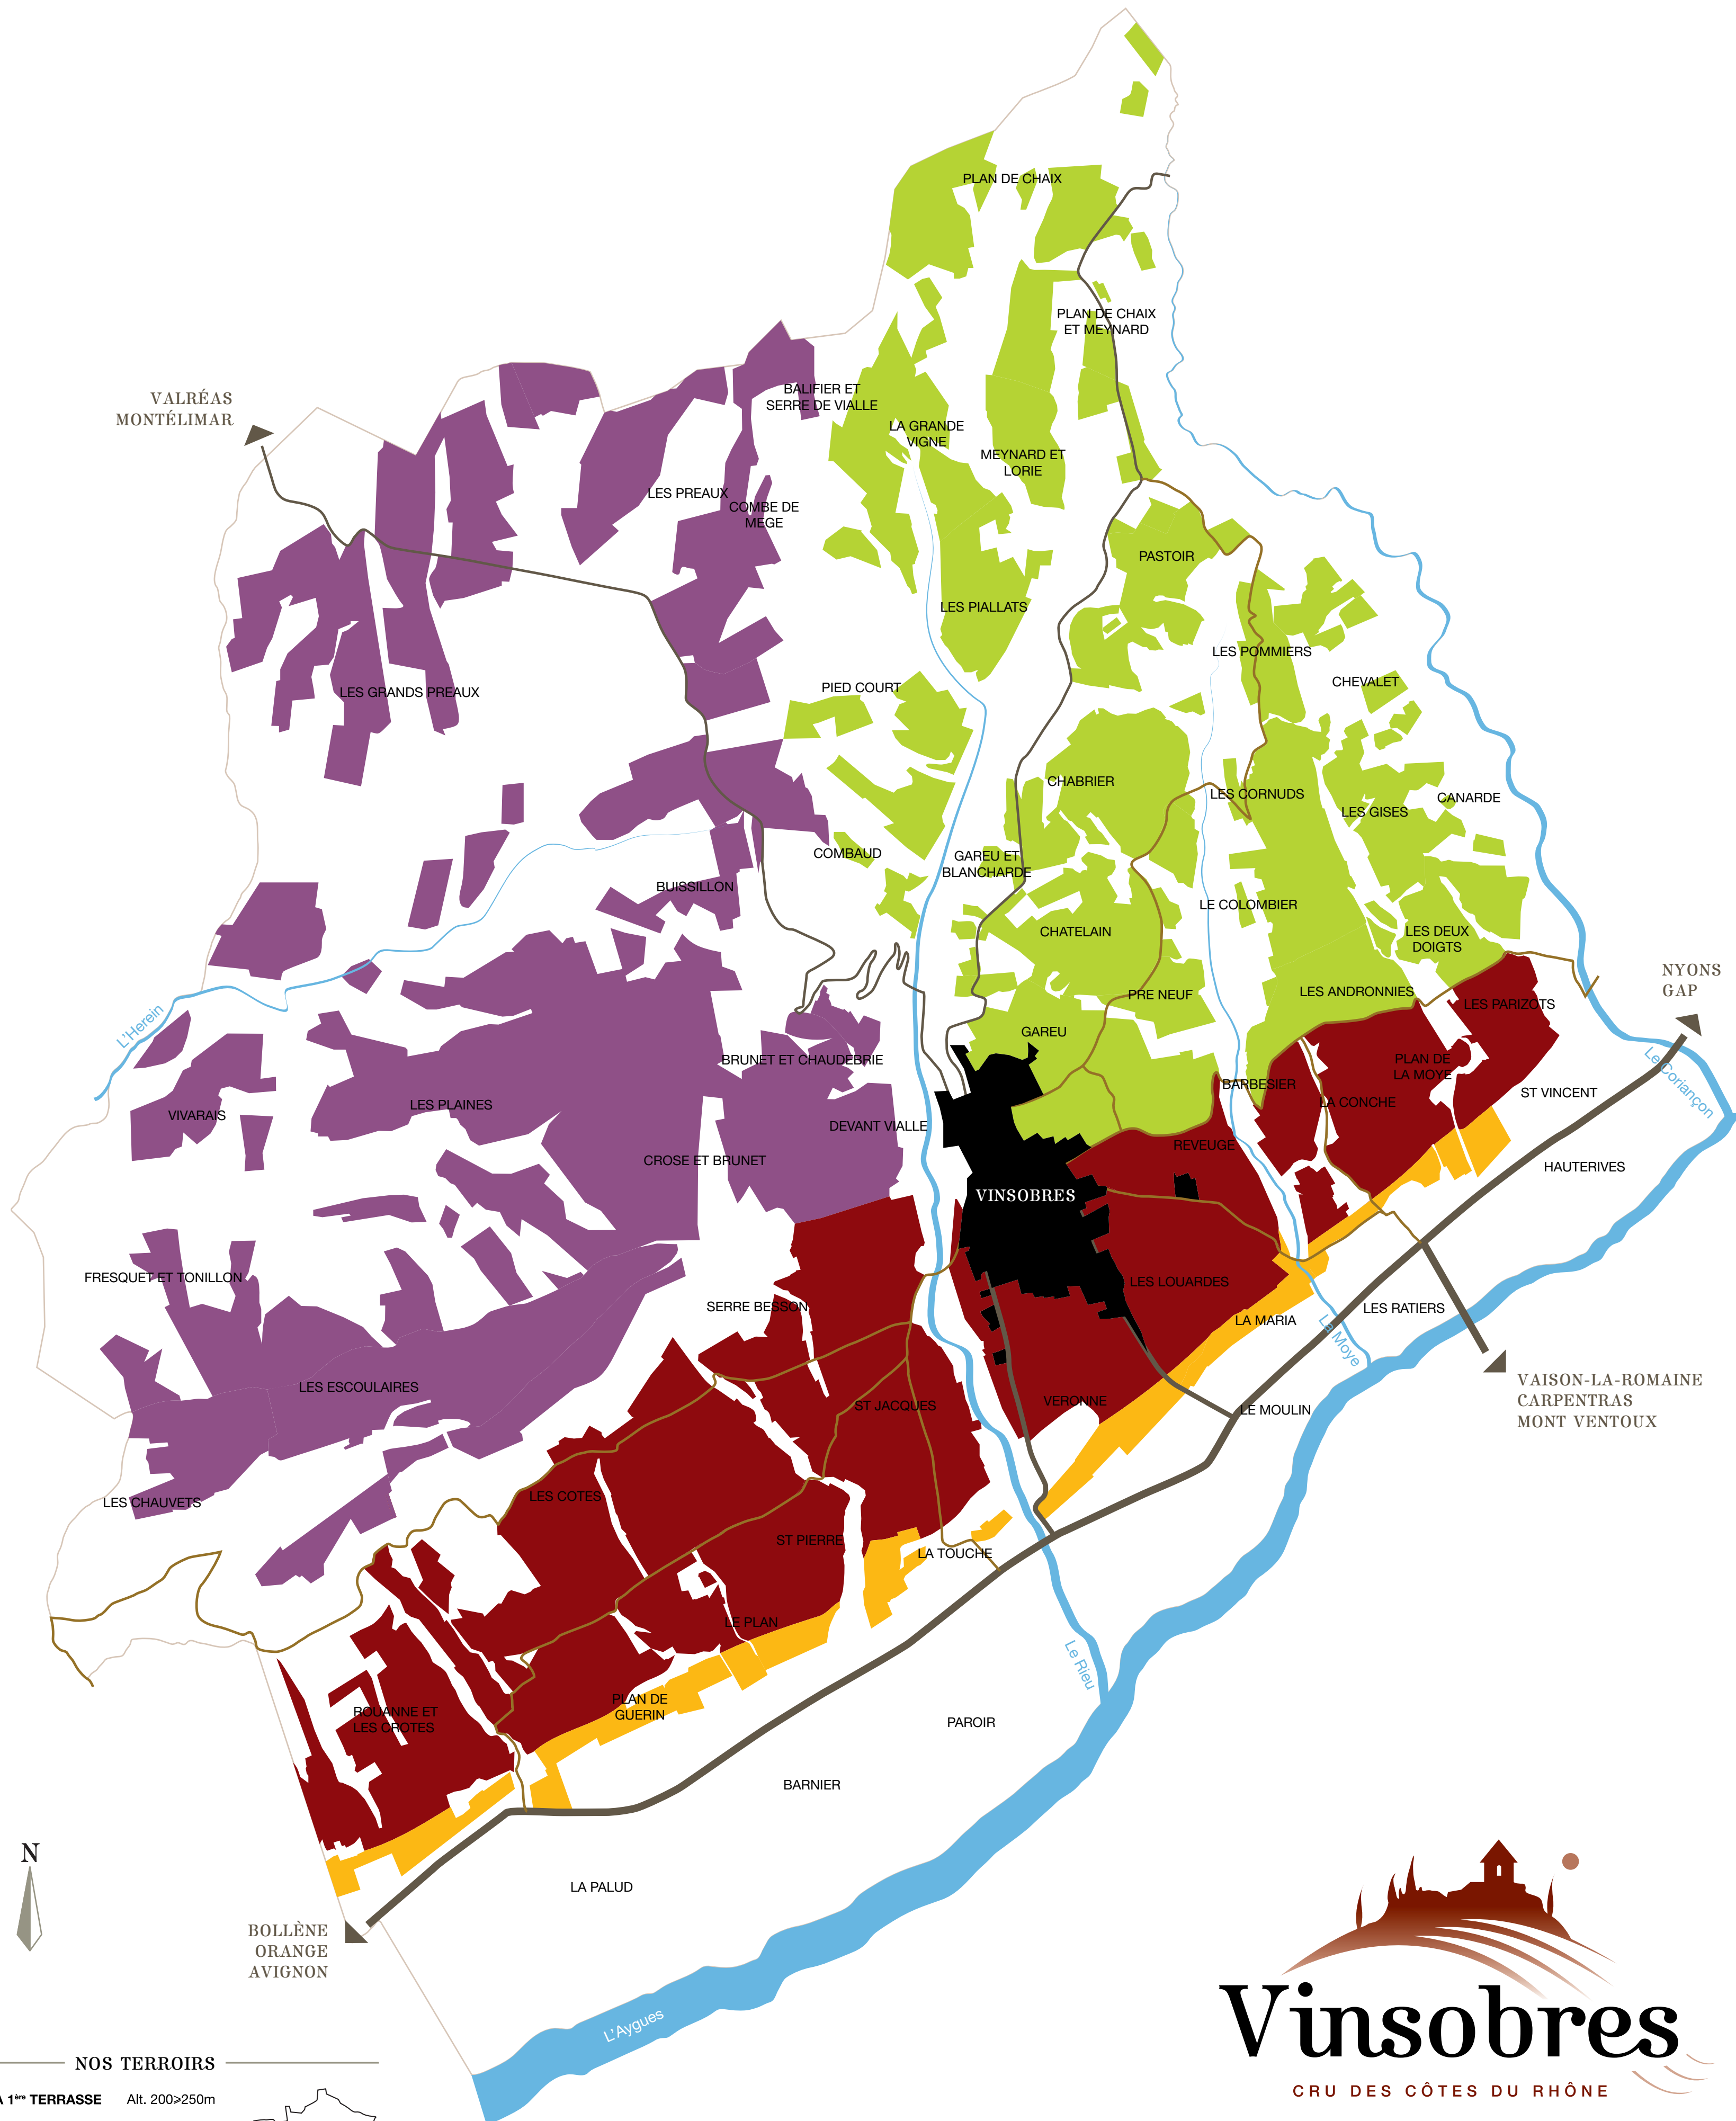 PLAN DE CHAIX
PLAN DE CHAIX
ET MEYNARD
VALRÉAS
MONTÉLIMAR
BALIFIER ET
SERRE DE VIALLE
LA GRANDE
VIGNE
MEYNARD ET
LORIE
LES PREAUX
COMBE DE
MEGE
PASTOIR
LES PIALLATS
LES POMMIERS
CHEVALET
PIED COURT
LES GRANDS PREAUX
CHABRIER
LES CORNUDS
CANARDE
LES GISES
COMBAUD
GAREU ET
BLANCHARDE
BUISSILLON
LE COLOMBIER
CHATELAIN
LES DEUX
DOIGTS
NYONS
GAP
PRE NEUF
LES ANDRONNIES
LES PARIZOTS
L'Herein
GAREU
BRUNET ET CHAUDEBRIE
PLAN DE
LA MOYE
Le Coriançon
BARBESIER
ST VINCENT
LA CONCHE
LES PLAINES
VIVARAIS
DEVANT VIALLE
REVEUGE
CROSE ET BRUNET
HAUTERIVES
VINSOBRES
FRESQUET ET TONILLON
LES LOUARDES
SERRE BESSON
LES RATIERS
LA MARIA
La Moye
VAISON-LA-ROMAINE
CARPENTRAS
MONT VENTOUX
LES ESCOULAIRES
VERONNE
ST JACQUES
LE MOULIN
LES COTES
LES CHAUVETS
ST PIERRE
LA TOUCHE
LE PLAN
Le Rieu
PLAN DE
GUERIN
ROUANNE ET
LES CROTES
PAROIR
BARNIER
N
LA PALUD
BOLLÈNE
ORANGE
AVIGNON
L'Aygues
Vinsobres
CRU DES CÔTES DU RHÔNE
NOS TERROIRS
A 1ère TERRASSE Alt. 200>250m